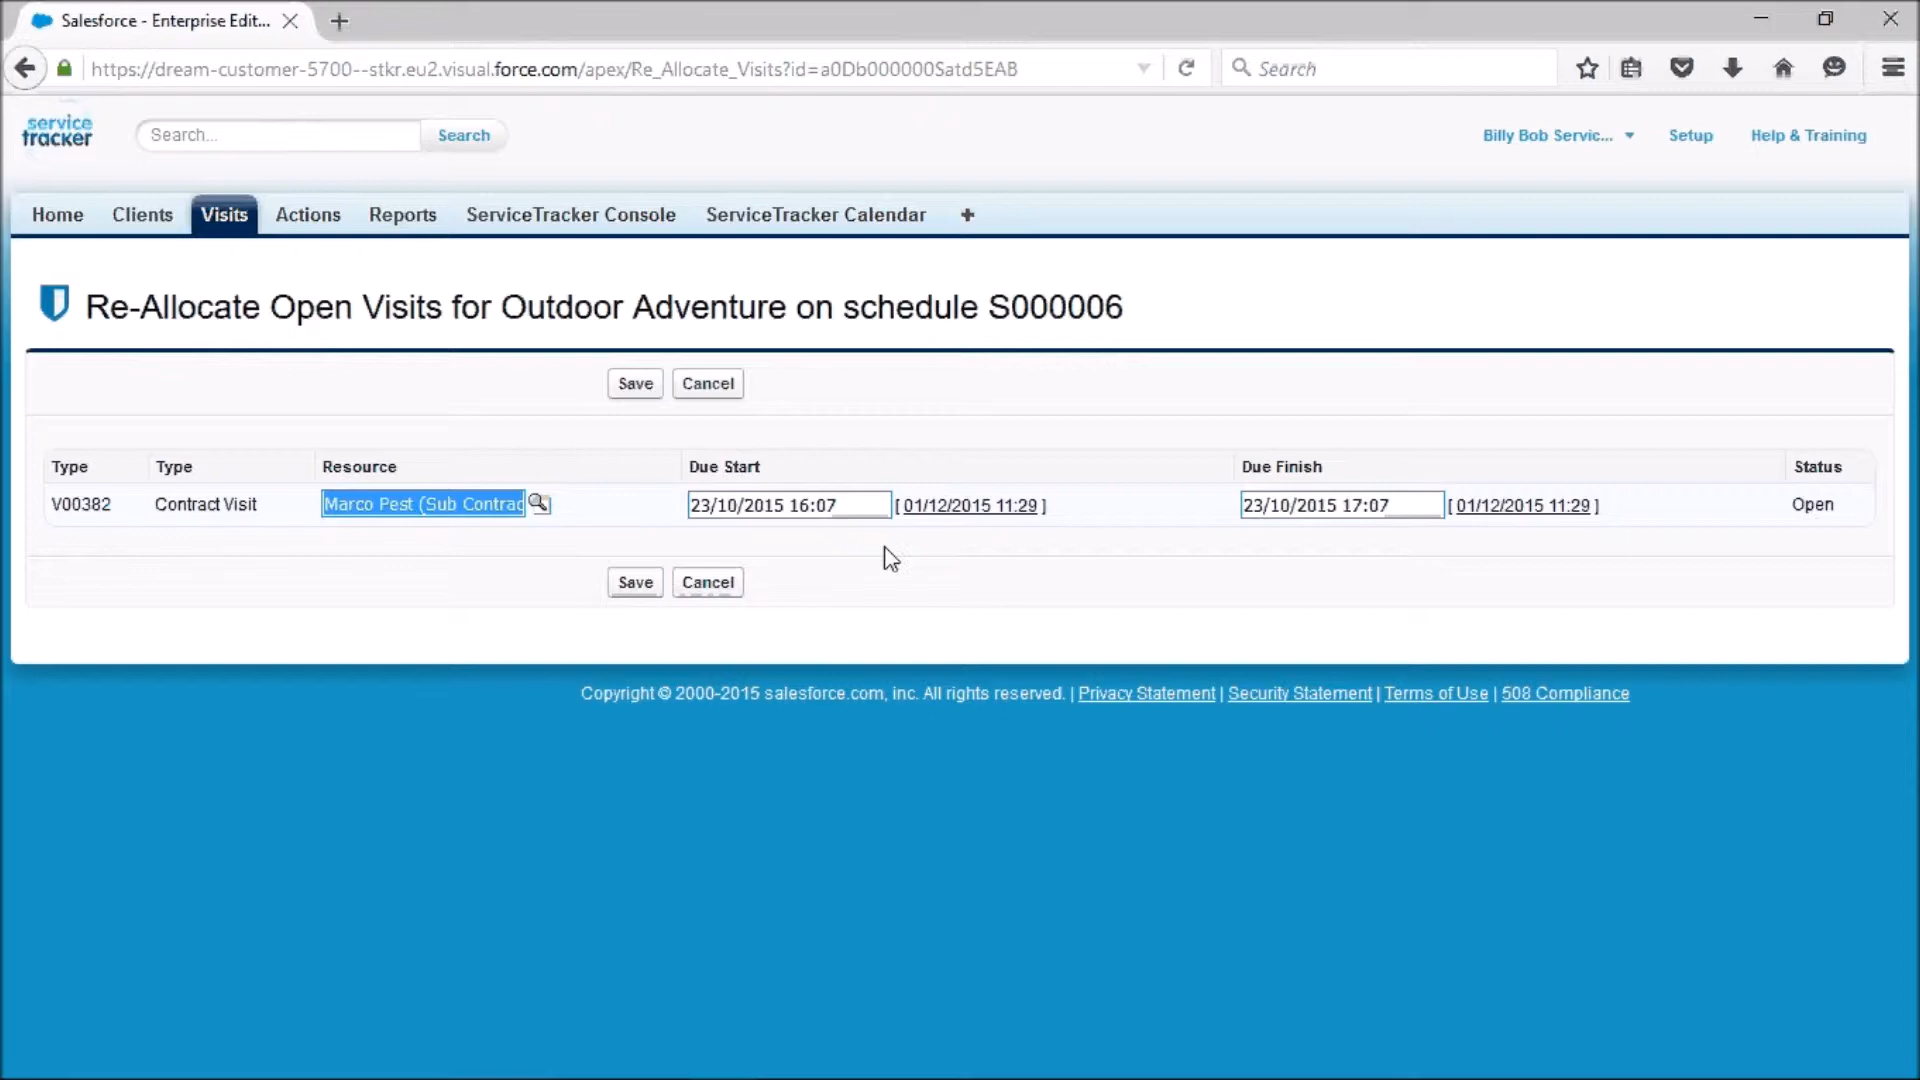 Salesforce - Enterprise Edit...
https://dream-customer-5700--stkr.eu2.visual.force.com/apex/Re_Allocate_Visits?id=a0Db000000Satd5EAB
Search
service
tracker
Search...
Search
Billy Bob Servic...
Setup
Help & Training
Home
Clients
Visits
Actions
Reports
ServiceTracker Console
ServiceTracker Calendar
Re-Allocate Open Visits for Outdoor Adventure on schedule S000006
Save
Cancel
Type
Type
Resource
Due Start
Due Finish
Status
V00382
Contract Visit
Marco Pest (Sub Contrac
23/10/2015 16:07
[ 01/12/2015 11:29 ]
23/10/2015 17:07
[ 01/12/2015 11:29 ]
Open
Save
Cancel
Copyright © 2000-2015 salesforce.com, inc. All rights reserved. | Privacy Statement | Security Statement | Terms of Use | 508 Compliance